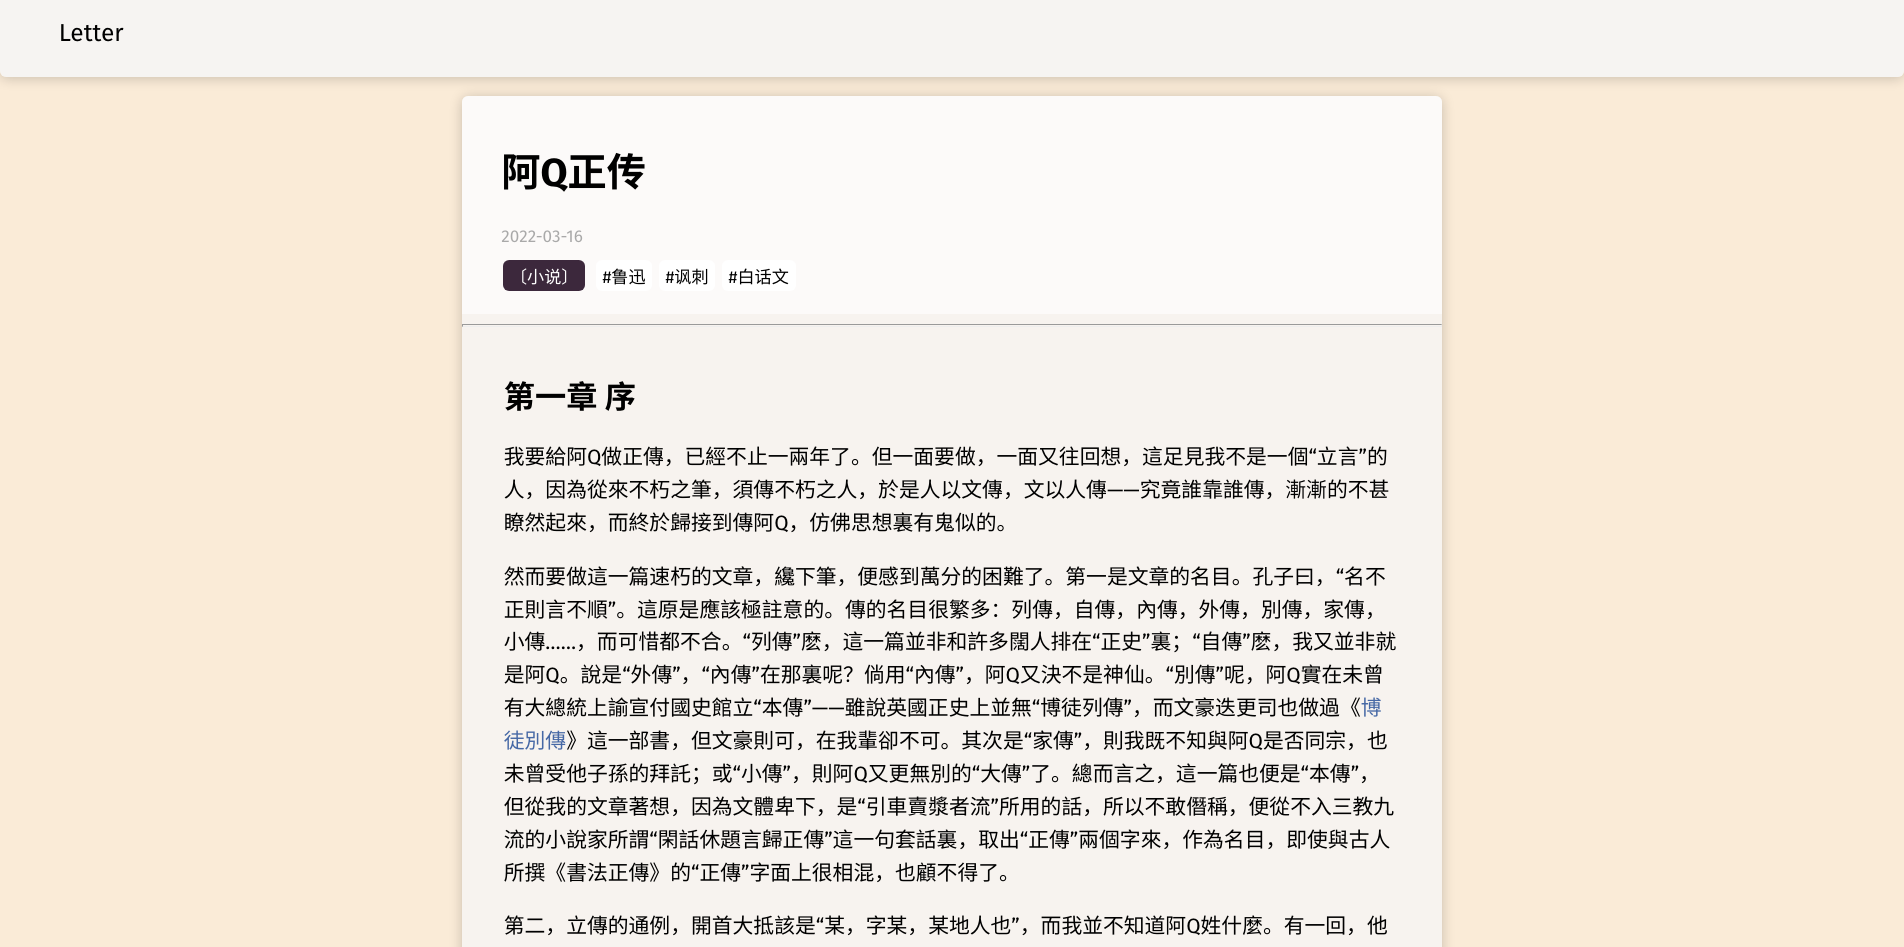 Letter
阿Q正传
2022-03-16
〔小说〕 #鲁迅 #讽刺 #白话文
第一章 序
我要給阿Q做正傳，已經不止一兩年了。但一面要做，一面又往回想，這足見我不是一個“立言”的
人，因為從來不朽之筆，須傳不朽之人，於是人以文傳，文以人傳——究竟誰靠誰傳，漸漸的不甚
瞭然起來，而終於歸接到傳阿Q，仿佛思想裏有鬼似的。
然而要做這一篇速朽的文章，纔下筆，便感到萬分的困難了。第一是文章的名目。孔子曰，“名不
正則言不順”。這原是應該極註意的。傳的名目很繁多：列傳，自傳，內傳，外傳，別傳，家傳，
小傳……，而可惜都不合。“列傳”麽，這一篇並非和許多闊人排在“正史”裏；“自傳”麽，我又並非就
是阿Q。說是“外傳”，“內傳”在那裏呢？倘用“內傳”，阿Q又決不是神仙。“別傳”呢，阿Q實在未曾
有大總統上諭宣付國史館立“本傳”——雖說英國正史上並無“博徒列傳”，而文豪迭更司也做過《博
徒別傳》這一部書，但文豪則可，在我輩卻不可。其次是“家傳”，則我既不知與阿Q是否同宗，也
未曾受他子孫的拜託；或“小傳”，則阿Q又更無別的“大傳”了。總而言之，這一篇也便是“本傳”，
但從我的文章著想，因為文體卑下，是“引車賣漿者流”所用的話，所以不敢僭稱，便從不入三教九
流的小說家所謂“閑話休題言歸正傳”這一句套話裏，取出“正傳”兩個字來，作為名目，即使與古人
所撰《書法正傳》的“正傳”字面上很相混，也顧不得了。
第二，立傳的通例，開首大抵該是“某，字某，某地人也”，而我並不知道阿Q姓什麼。有一回，他